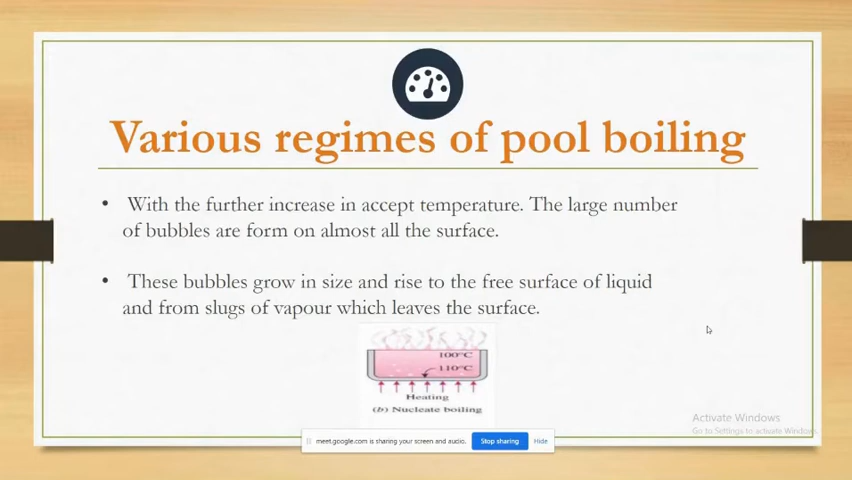 Various regimes of pool boiling
• With the further increase in accept temperature. The large number
of bubbles are form on almost all the surface.
• These bubbles grow in size and rise to the free surface of liquid
and from slugs of vapour which leaves the surface.
100°C
110°C
Heating
(b) Nucleate boiling
Activate Windows
Go to Settings to activate Windows.
meet.google.com is sharing your screen and audio.
Stop sharing
Hide